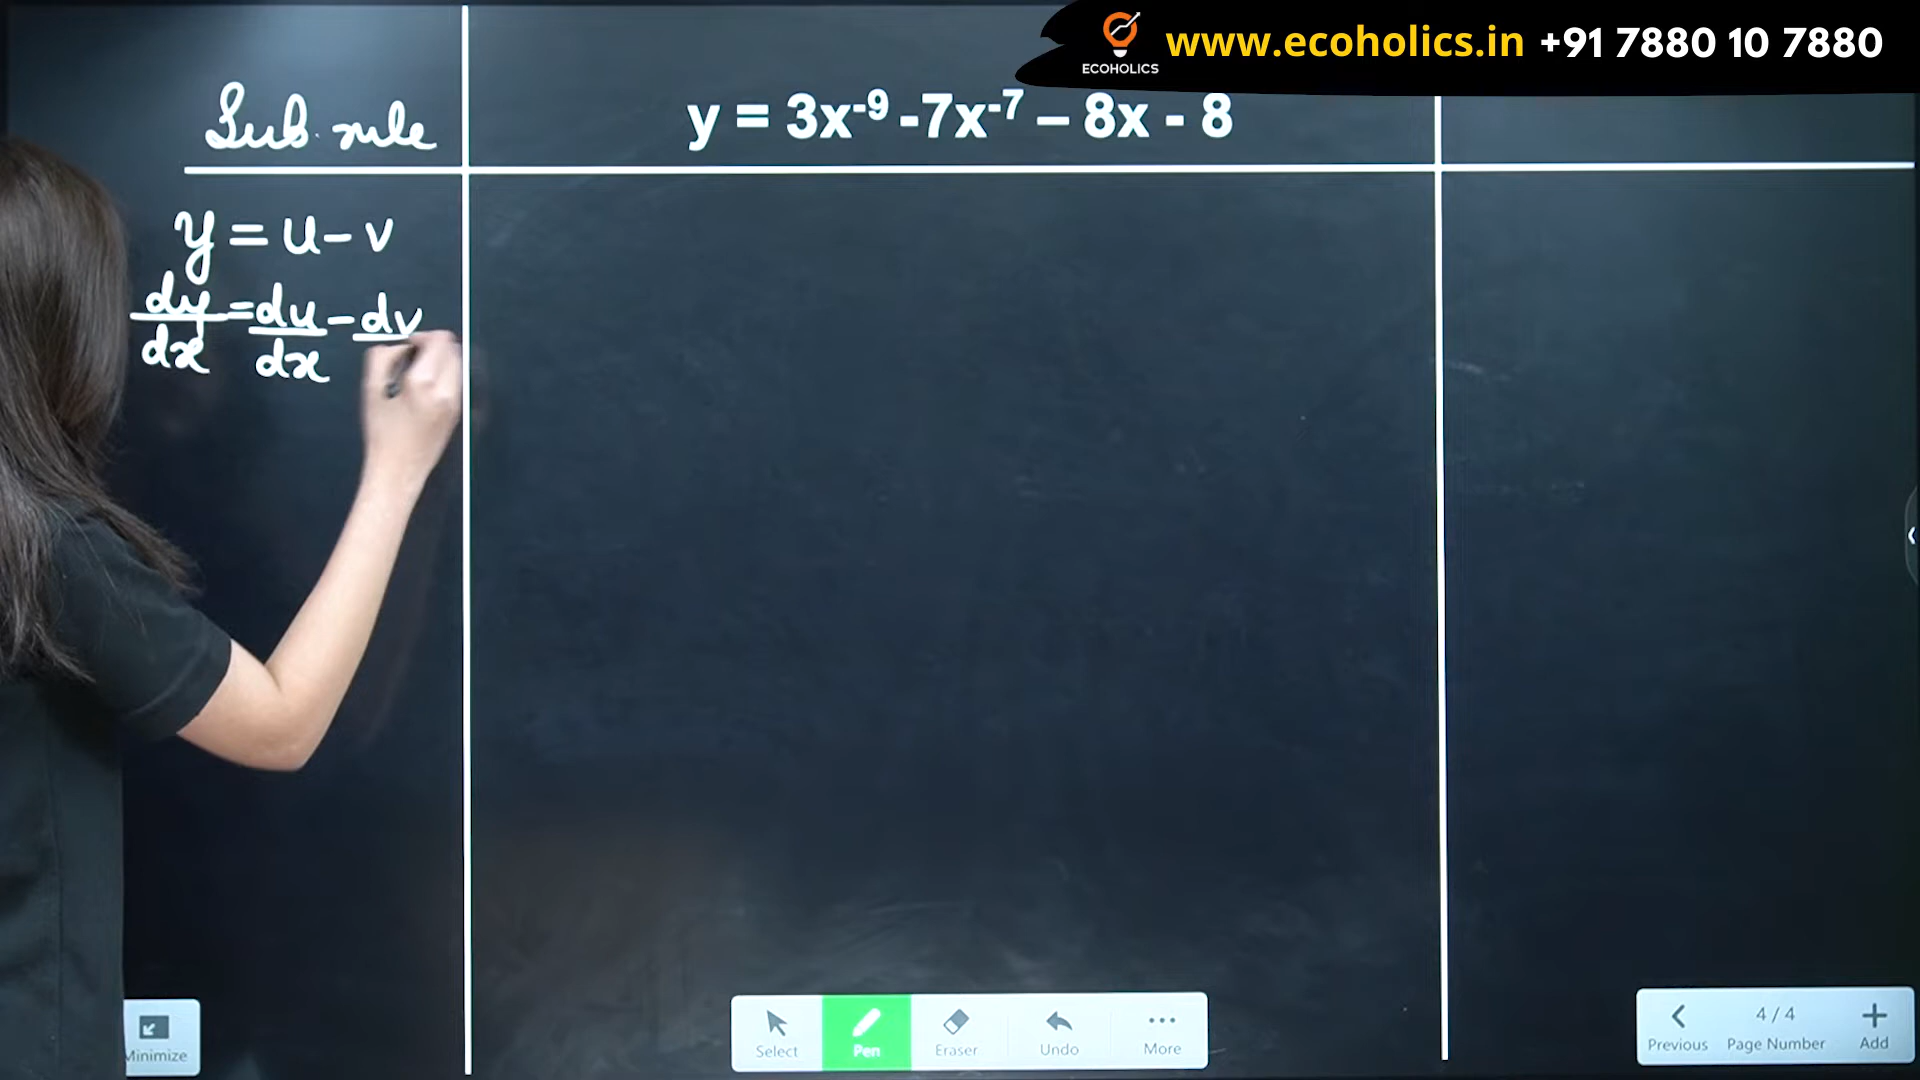 www.ecoholics.in +91 7880 10 7880
ECOHOLICS
Sub. rule
y = 3x⁻⁹ -7x⁻⁷ – 8x - 8
y = u - v
dy/dx = du/dx - dv
Minimize
Select
Pen
Eraser
Undo
More
Previous
4 / 4
Page Number
Add